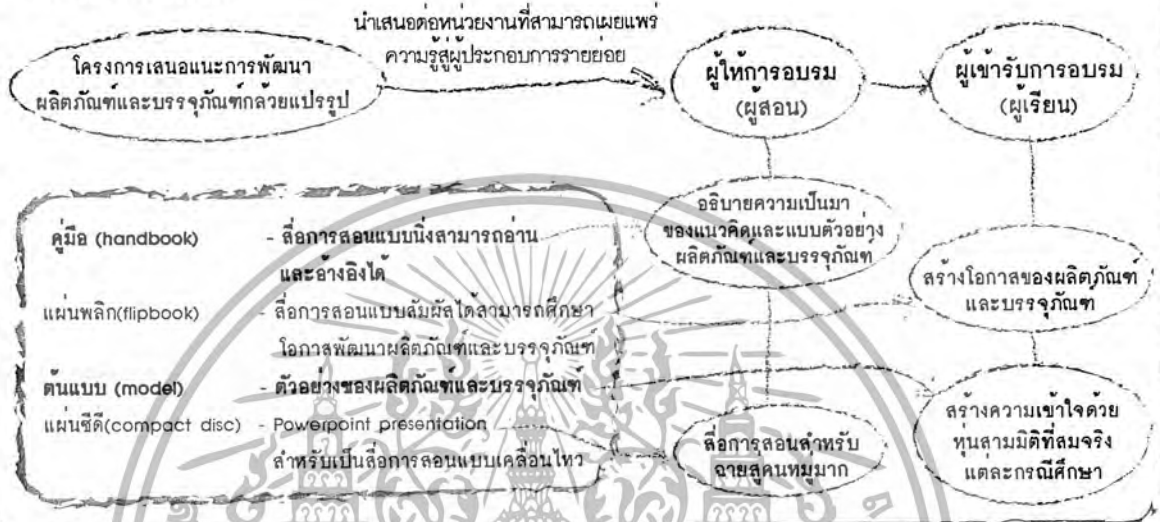 นำเสนอต่อหน่วยงานที่สามารถเผยแพร่
ความรู้สู่ผู้ประกอบการรายย่อย
โครงการเสนอแนะการพัฒนา
ผลิตภัณฑ์และบรรจุภัณฑ์กล้วยแปรรูป
ผู้ให้การอบรม
(ผู้สอน)
ผู้เข้ารับการอบรม
(ผู้เรียน)
อธิบายความเป็นมา
ของแนวคิดและแบบตัวอย่าง
ผลิตภัณฑ์และบรรจุภัณฑ์
สร้างโอกาสของผลิตภัณฑ์
และบรรจุภัณฑ์
คู่มือ (handbook) - สื่อการสอนแบบนิ่งสามารถอ่าน
และอ้างอิงได้
แผ่นพลิก(flipbook) - สื่อการสอนแบบสัมผัสได้สามารถศึกษา
โอกาสพัฒนาผลิตภัณฑ์และบรรจุภัณฑ์
ต้นแบบ (model) - ตัวอย่างของผลิตภัณฑ์และบรรจุภัณฑ์
แผ่นซีดี(compact disc) - Powerpoint presentation
สำหรับเป็นสื่อการสอนแบบเคลื่อนไหว
สื่อการสอนสำหรับ
ฉายสู่คนหมู่มาก
สร้างความเข้าใจด้วย
หุ่นสามมิติที่สมจริง
แต่ละกรณีศึกษา